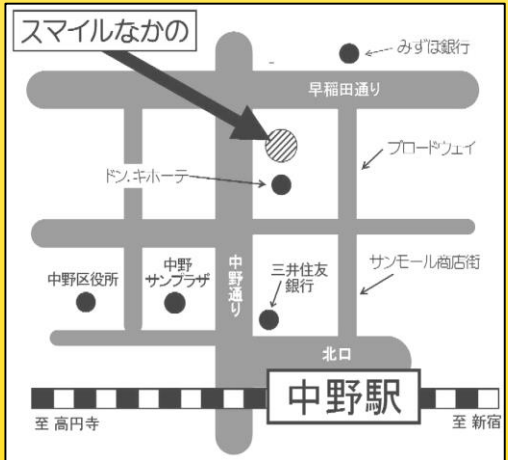 スマイルなかの
みずほ銀行
早稲田通り
ブロードウェイ
ドン.キホーテ
中野通り
サンモール商店街
中野区役所
中野
サンプラザ
三井住友
銀行
北口
中野駅
至 高円寺
至 新宿